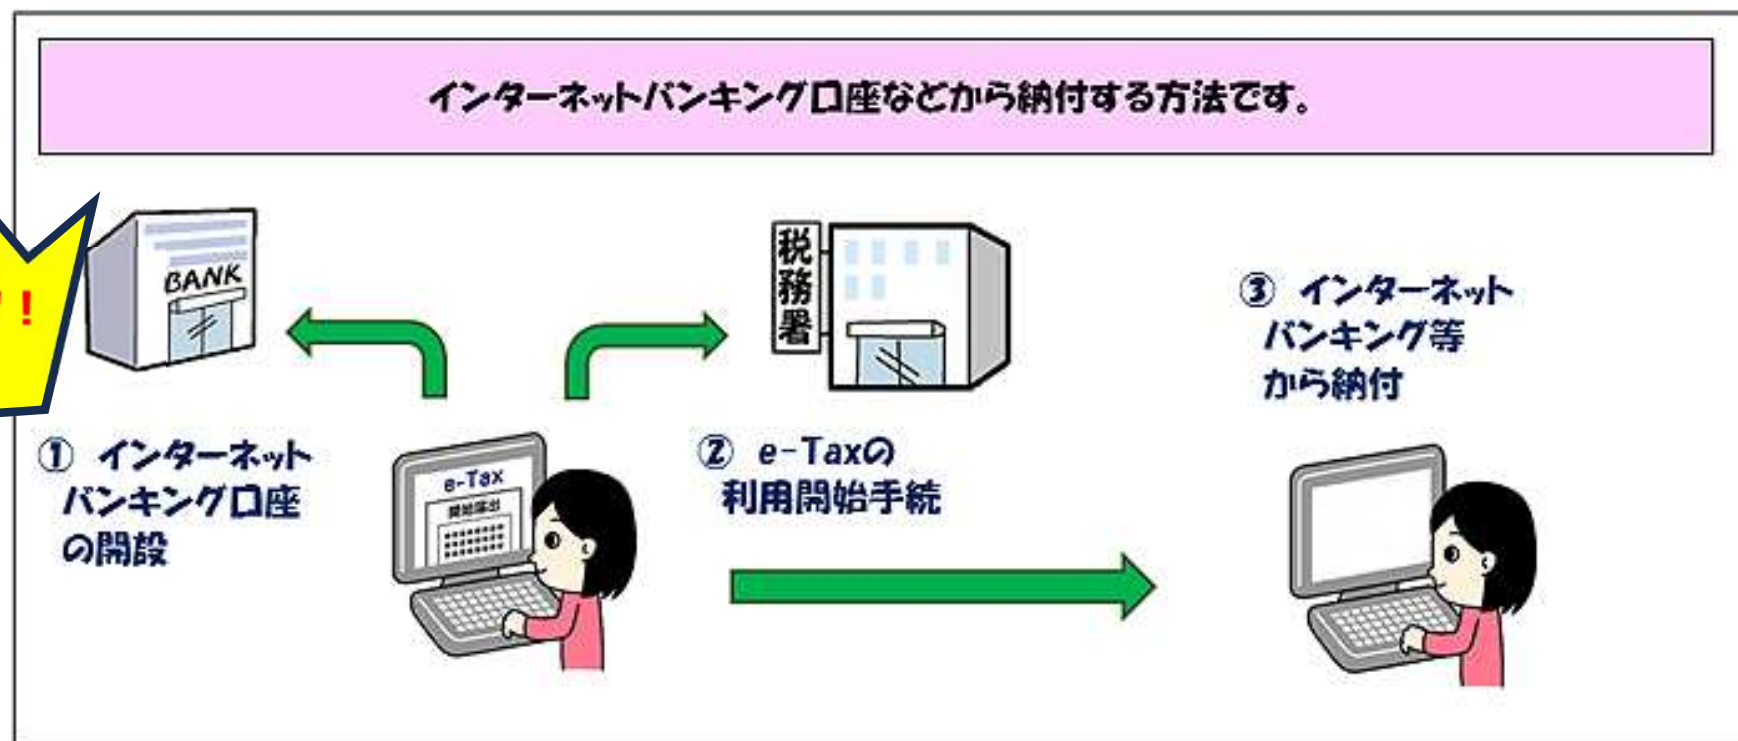 インターネットバンキング口座などから納付する方法です。
！
BANK
税務署
③ インターネット
バンキング等
から納付
① インターネット
バンキング口座
の開設
e-Tax
開始届出
② e-Taxの
利用開始手続